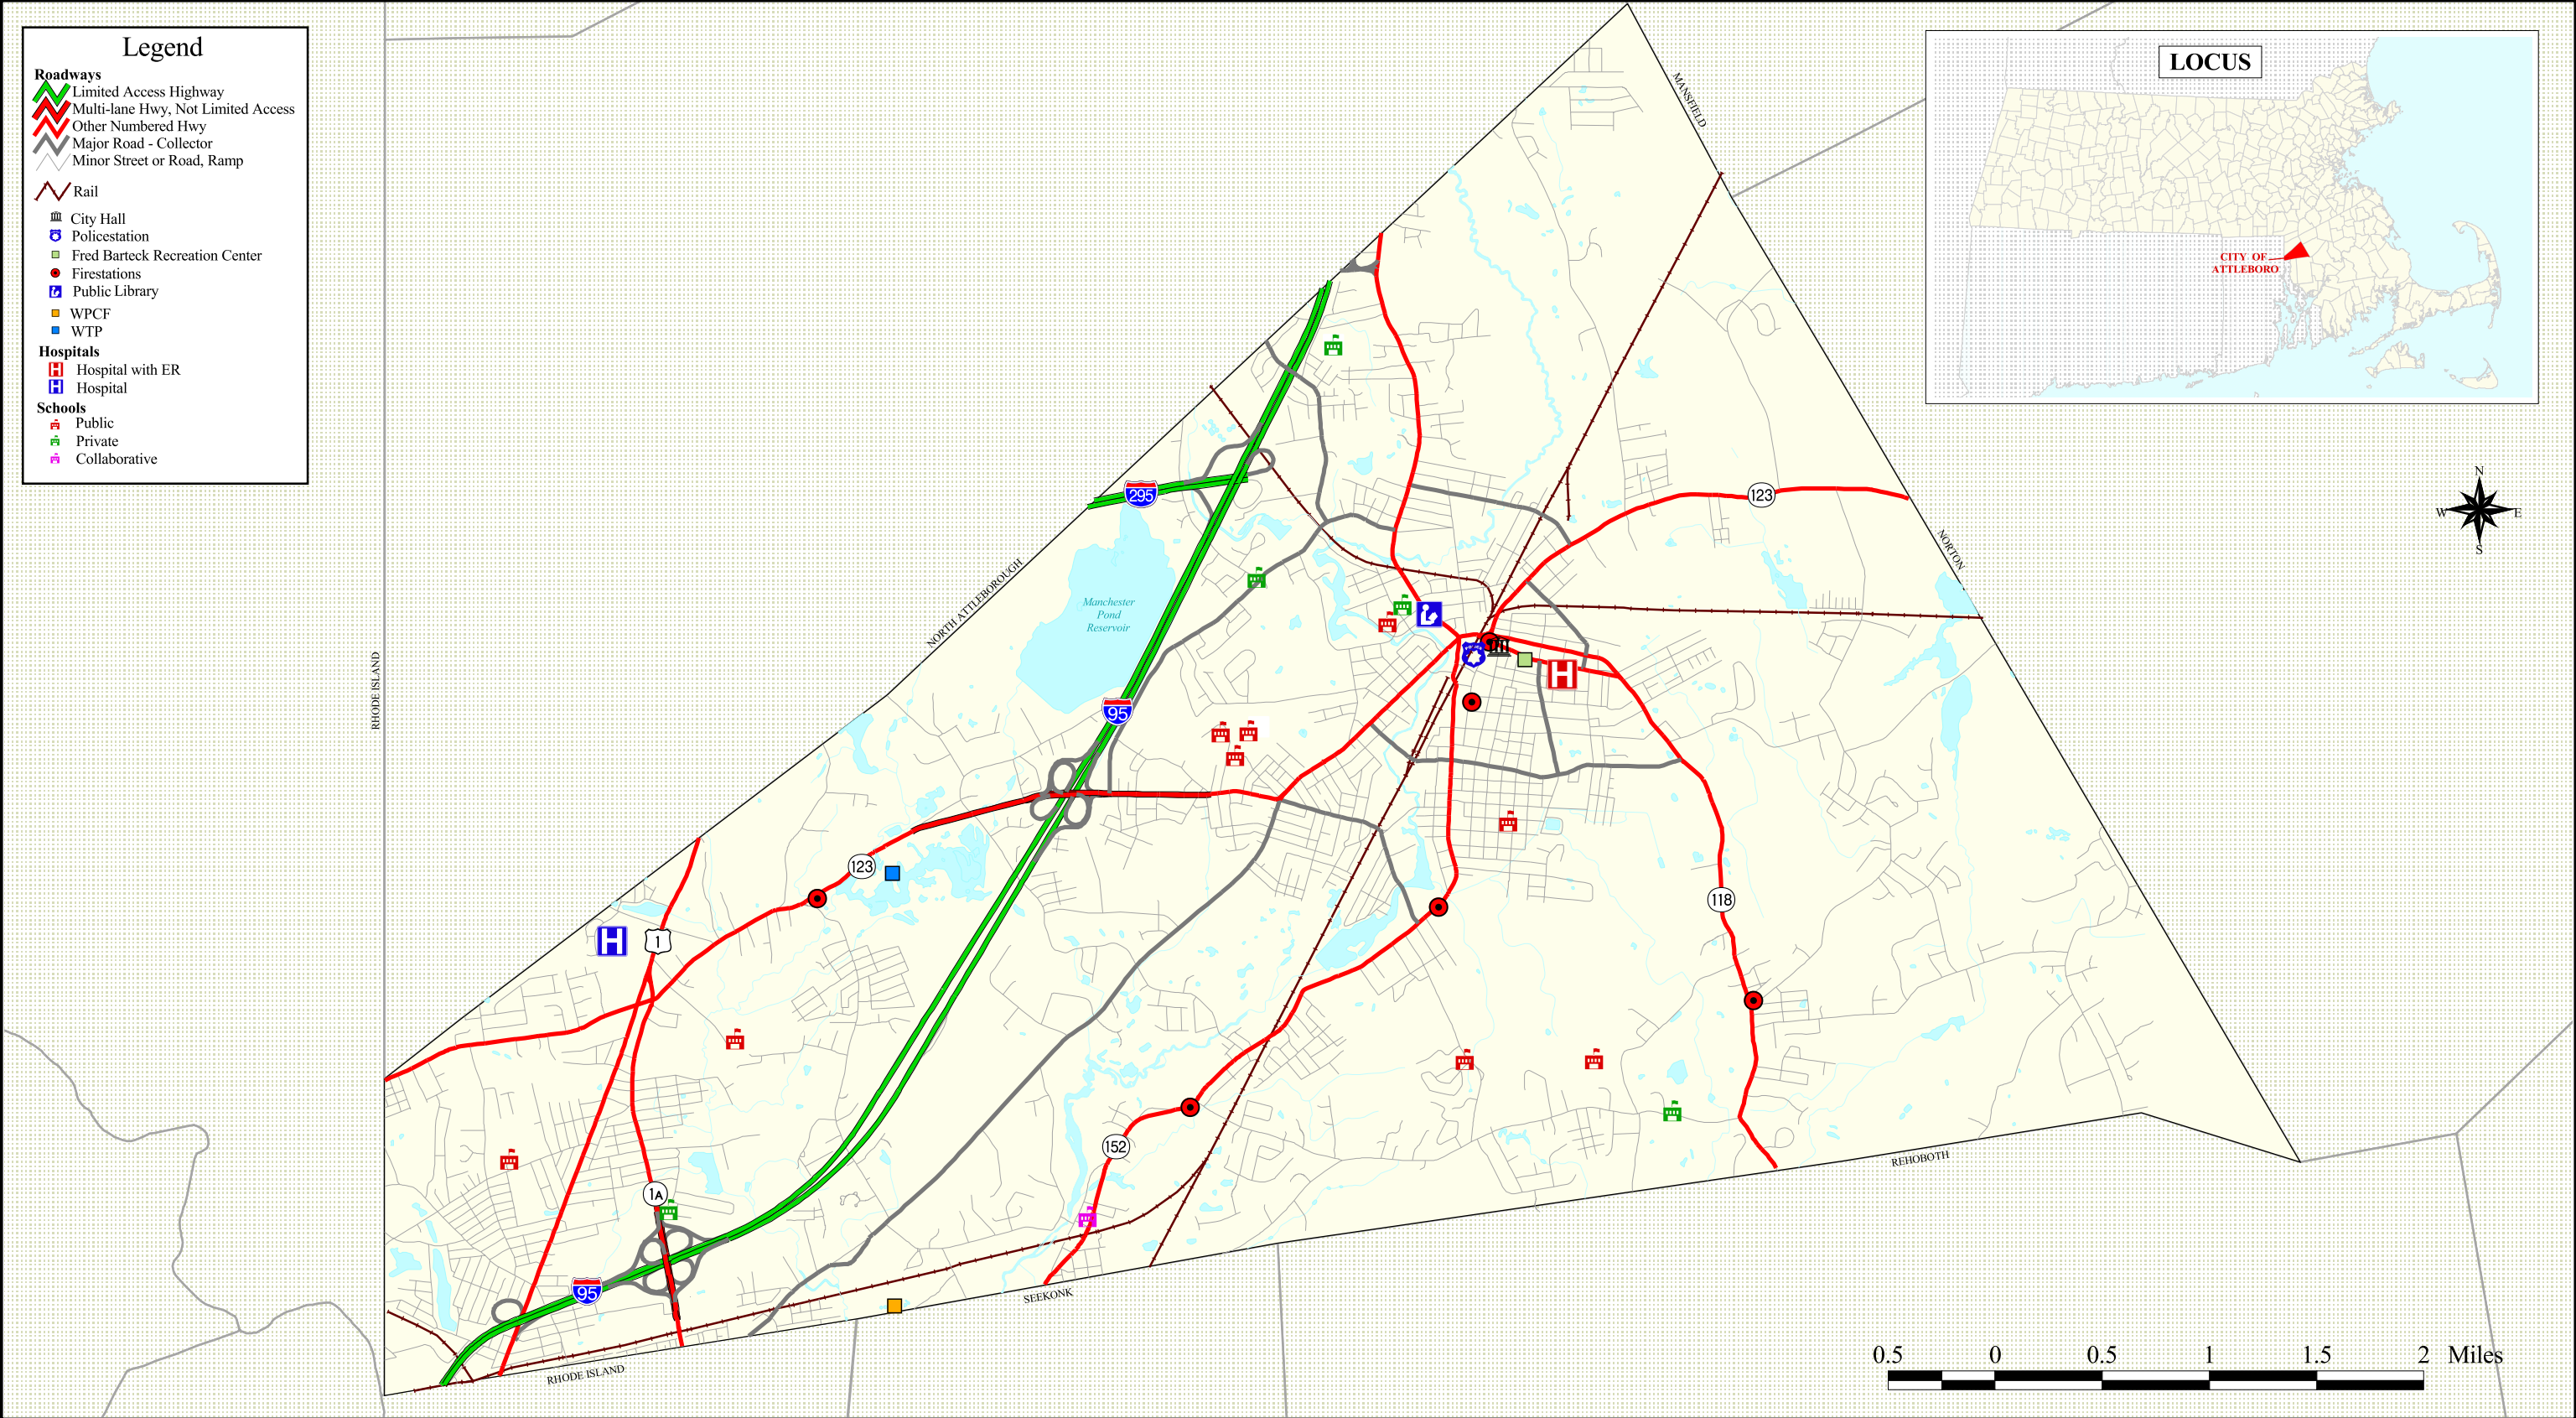 Legend
Roadways
Limited Access Highway
Multi-lane Hwy, Not Limited Access
Other Numbered Hwy
Major Road - Collector
Minor Street or Road, Ramp
Rail
City Hall
Policestation
Fred Barteck Recreation Center
Firestations
Public Library
WPCF
WTP
Hospitals
H Hospital with ER
H Hospital
Schools
Public
Private
Collaborative
LOCUS
CITY OF
ATTLEBORO
MANSFIELD
N
W E
S
295
123
NORTON
NORTH ATTLEBOROUGH
Manchester
Pond
Reservoir
RHODE ISLAND
H
95
123
118
H
1
152
REHOBOTH
1A
95
SEEKONK
RHODE ISLAND
0.5 0 0.5 1 1.5 2 Miles